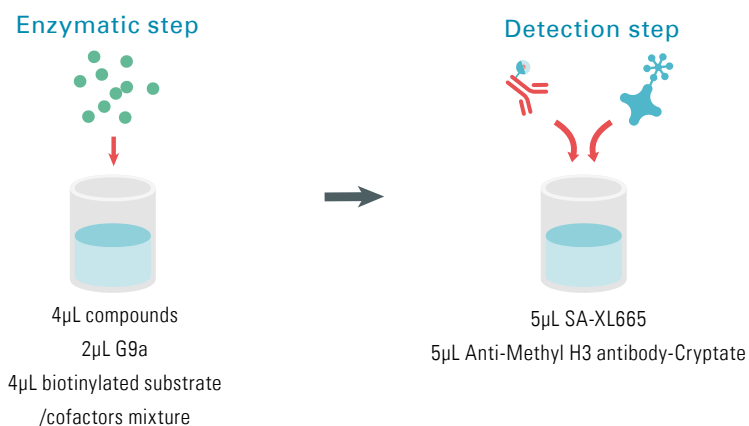 Enzymatic step
4µL compounds
2µL G9a
4µL biotinylated substrate
/cofactors mixture
Detection step
5µL SA-XL665
5µL Anti-Methyl H3 antibody-Cryptate